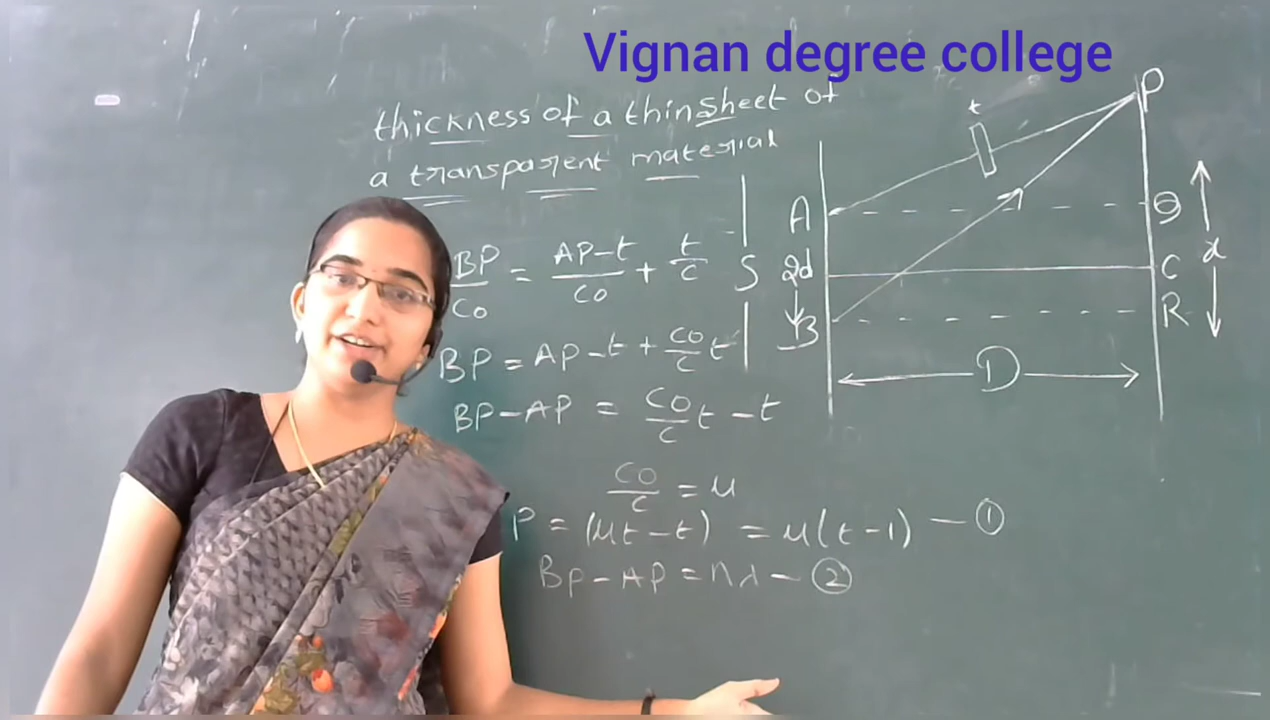 Vignan degree college
thickness of a thin sheet of
a transparent material
BP/C0 = AP-t/C0 + t/C
BP = AP-t + C0/C t
BP-AP = C0/C t - t
C0/C = μ
P = (μt-t) = μ(t-1) — ①
BP-AP = nλ — ②
P
t
A
S
2d
C
R
B
x
D